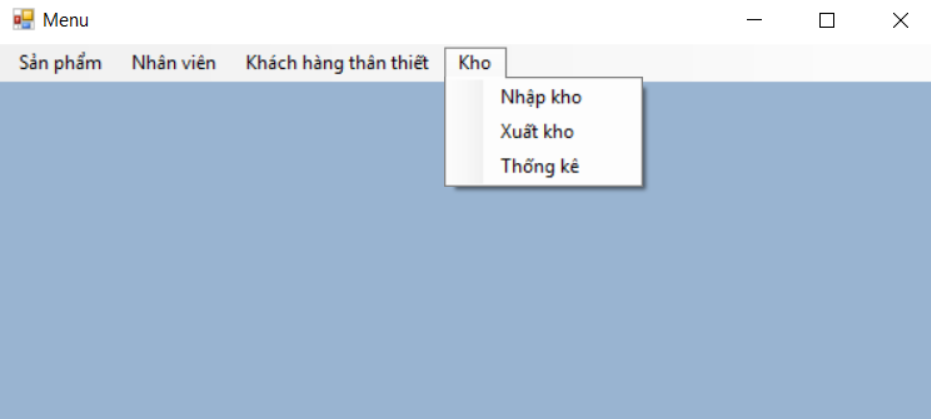 Menu
Sản phẩm Nhân viên Khách hàng thân thiết Kho
Nhập kho
Xuất kho
Thống kê